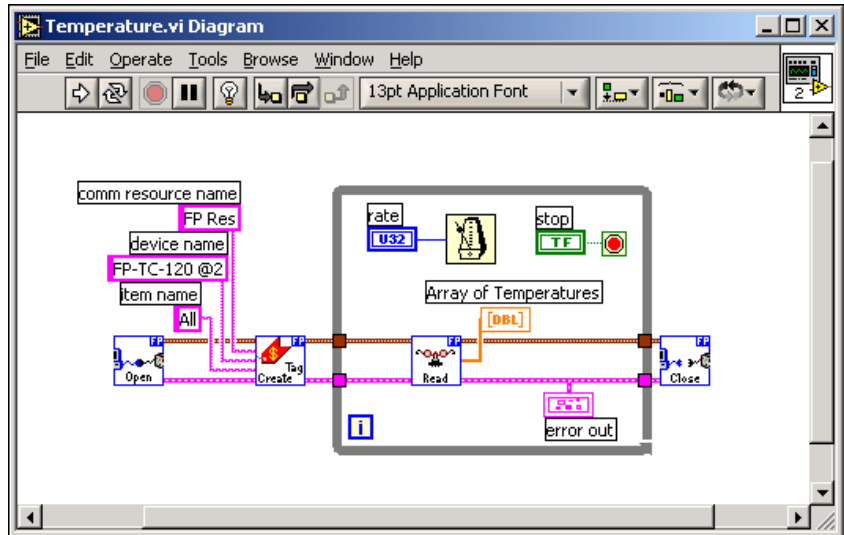 Temperature.vi Diagram
File Edit Operate Tools Browse Window Help
13pt Application Font
2
comm resource name
FP Res
device name
FP-TC-120 @2
item name
All
rate
U32
stop
TF
Array of Temperatures
[DBL]
FP
Open
FP
Tag
Create
FP
Read
FP
Close
i
error out